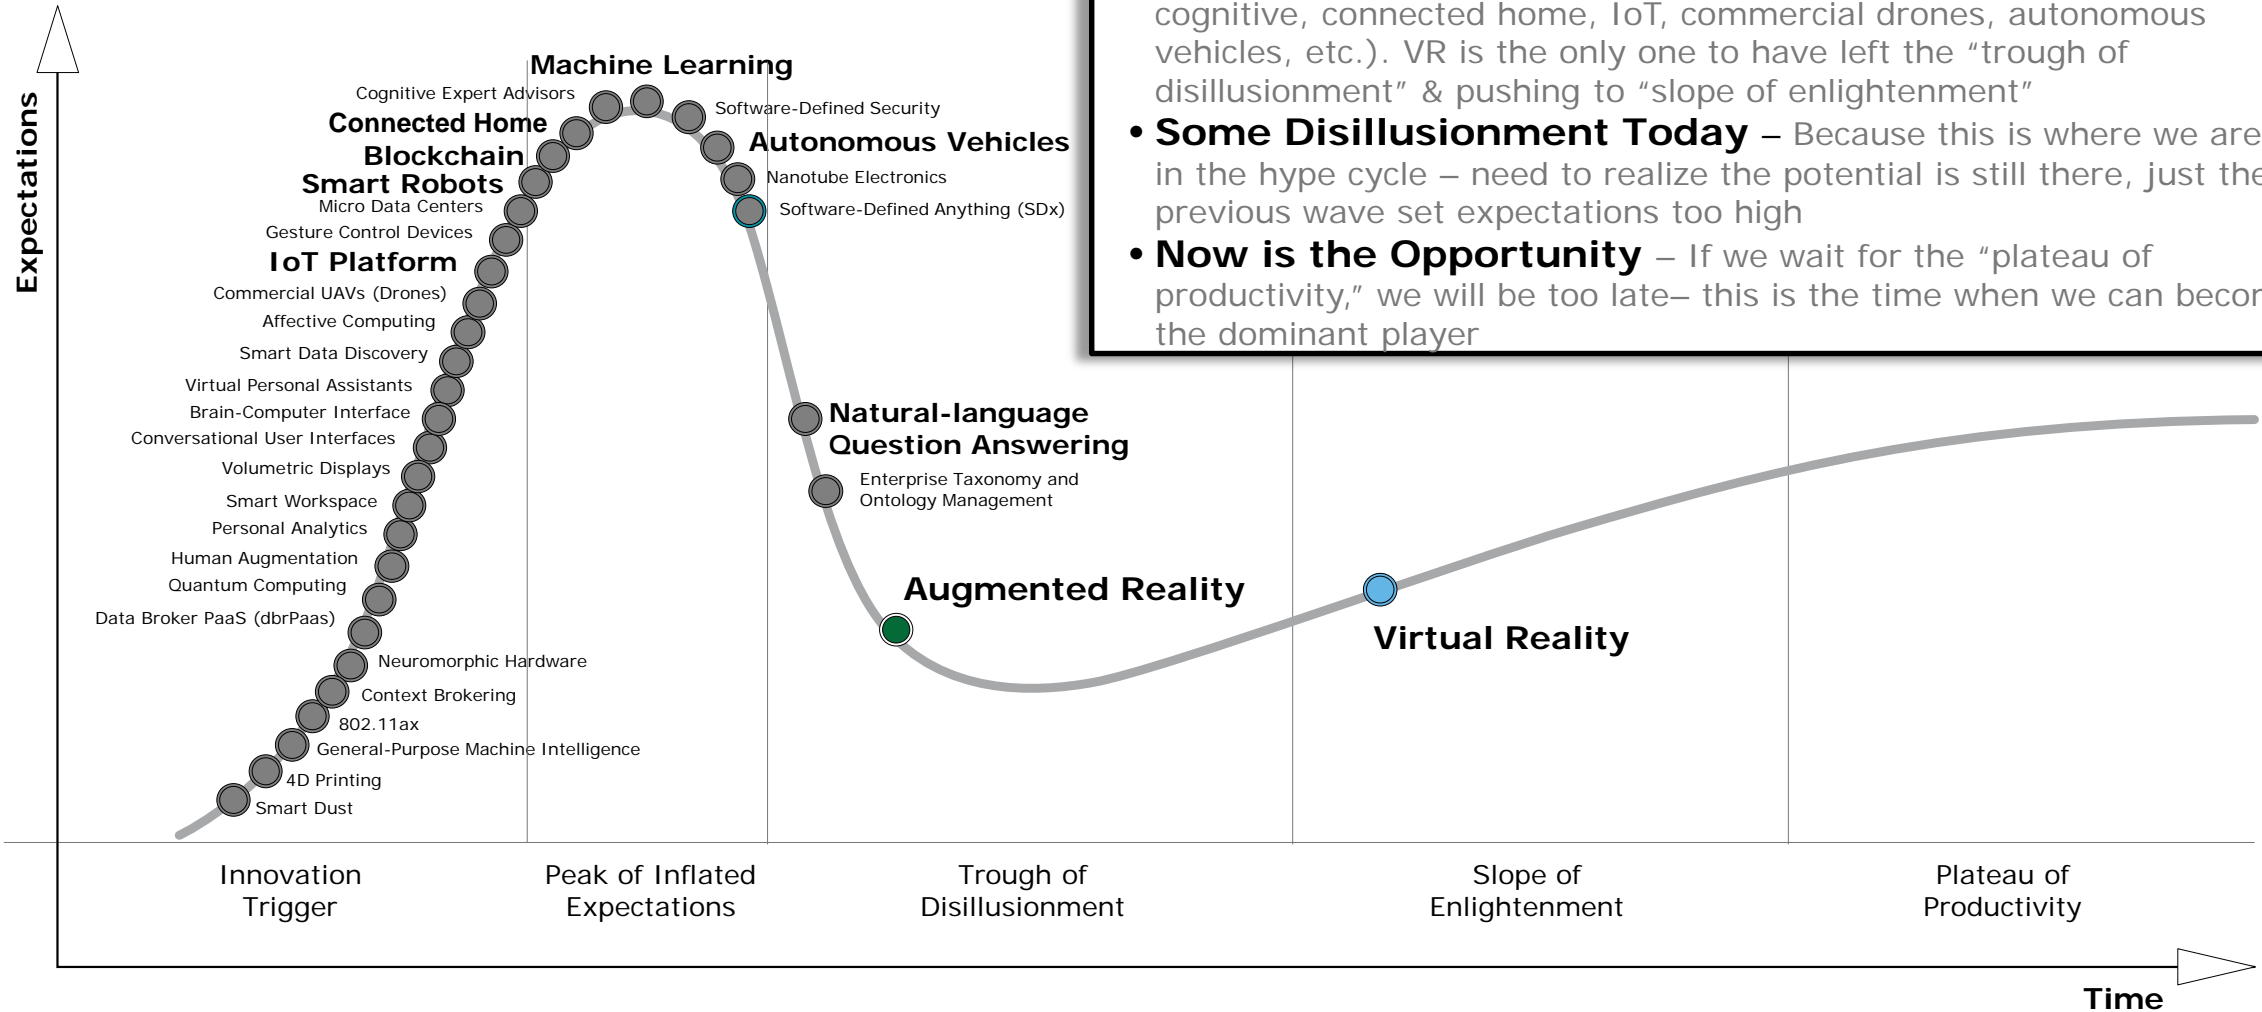 cognitive, connected home, IoT, commercial drones, autonomous
vehicles, etc.). VR is the only one to have left the “trough of
disillusionment” & pushing to “slope of enlightenment”
• Some Disillusionment Today – Because this is where we are
in the hype cycle – need to realize the potential is still there, just the
previous wave set expectations too high
• Now is the Opportunity – If we wait for the “plateau of
productivity,” we will be too late– this is the time when we can
the dominant player
Expectations
Machine Learning
Cognitive Expert Advisors
Software-Defined Security
Connected Home
Autonomous Vehicles
Blockchain
Nanotube Electronics
Smart Robots
Micro Data Centers
Software-Defined Anything (SDx)
Gesture Control Devices
IoT Platform
Commercial UAVs (Drones)
Affective Computing
Smart Data Discovery
Virtual Personal Assistants
Brain-Computer Interface
Conversational User Interfaces
Volumetric Displays
Smart Workspace
Personal Analytics
Human Augmentation
Quantum Computing
Data Broker PaaS (dbrPaas)
Neuromorphic Hardware
Context Brokering
802.11ax
General-Purpose Machine Intelligence
4D Printing
Smart Dust
Natural-language
Question Answering
Enterprise Taxonomy and
Ontology Management
Augmented Reality
Virtual Reality
Innovation
Trigger
Peak of Inflated
Expectations
Trough of
Disillusionment
Slope of
Enlightenment
Plateau of
Productivity
Time